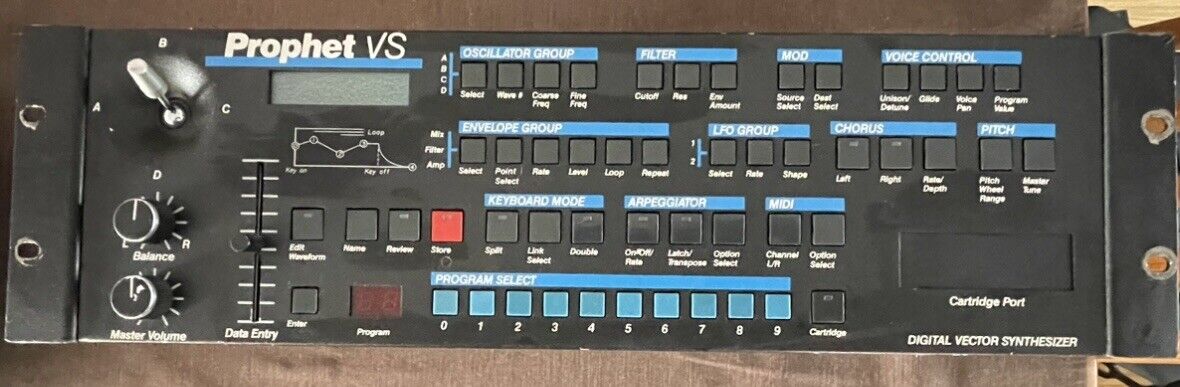 B
A
C
D
Prophet VS
A
B
C
D
OSCILLATOR GROUP
Select
Wave #
Coarse Freq
Fine Freq
FILTER
Cutoff
Res
Env Amount
MOD
Source Select
Dest Select
VOICE CONTROL
Unison/ Detune
Glide
Voice Pan
Program Value
Loop
0
1
2
3
4
Key on
Key off
Mix
Filter
Amp
ENVELOPE GROUP
Select
Point Select
Rate
Level
Loop
Repeat
1
2
LFO GROUP
Select
Rate
Shape
CHORUS
Left
Right
Rate/ Depth
PITCH
Pitch Wheel Range
Master Tune
L
R
Balance
Edit Waveform
Name
Review
Store
KEYBOARD MODE
Split
Link Select
Double
ARPEGGIATOR
On/Off/ Rate
Latch/ Transpose
Option Select
MIDI
Channel L/R
Option Select
Master Volume
Data Entry
Enter
Program
PROGRAM SELECT
0
1
2
3
4
5
6
7
8
9
Cartridge
Cartridge Port
DIGITAL VECTOR SYNTHESIZER